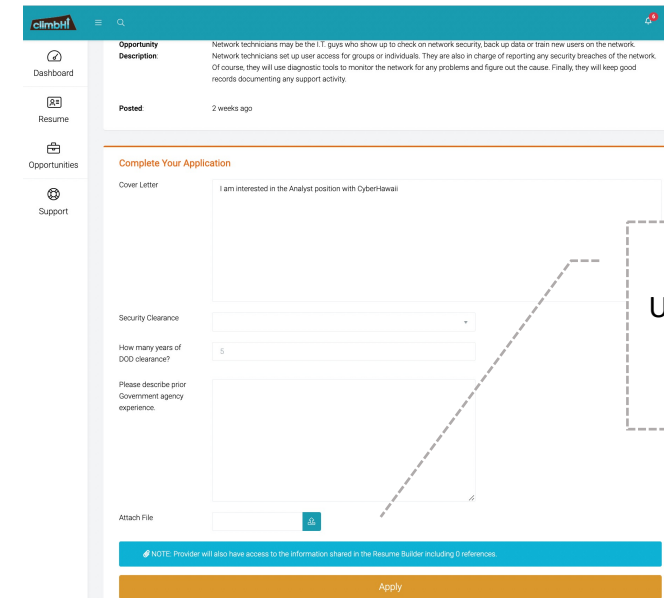 climbHI
6
Dashboard
Resume
Opportunities
Support
Opportunity
Description:
Network technicians may be the I.T. guys who show up to check on network security, back up data or train new users on the network.
Network technicians set up user access for groups or individuals. They are also in charge of reporting any security breaches of the network.
Of course, they will use diagnostic tools to monitor the network for any problems and figure out the cause. Finally, they will keep good
records documenting any support activity.
Posted:
2 weeks ago
Complete Your Application
Cover Letter
I am interested in the Analyst position with CyberHawaii
Security Clearance
How many years of
DOD clearance?
5
Please describe prior
Government agency
experience.
Attach File
NOTE: Provider will also have access to the information shared in the Resume Builder including 0 references.
Apply
U